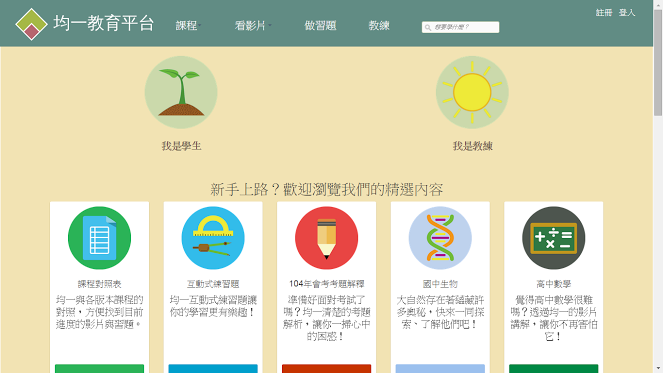 註冊 登入
均一教育平台 課程 看影片 做習題 教練 想要學什麼？
我是學生 我是教練
新手上路？歡迎瀏覽我們的精選內容
課程對照表
均一與各版本課程的
對照，方便找到目前
進度的影片與習題。
互動式練習題
均一互動式練習題讓
你的學習更有樂趣！
104年會考考題解釋
準備好面對考試了
嗎？均一清楚的考題
解析，讓你一掃心中
的困惑！
國中生物
大自然存在著蘊藏許
多奧秘，快來一同探
索、了解他們吧！
高中數學
覺得高中數學很難
嗎？透過均一的影片
講解，讓你不再害怕
它！